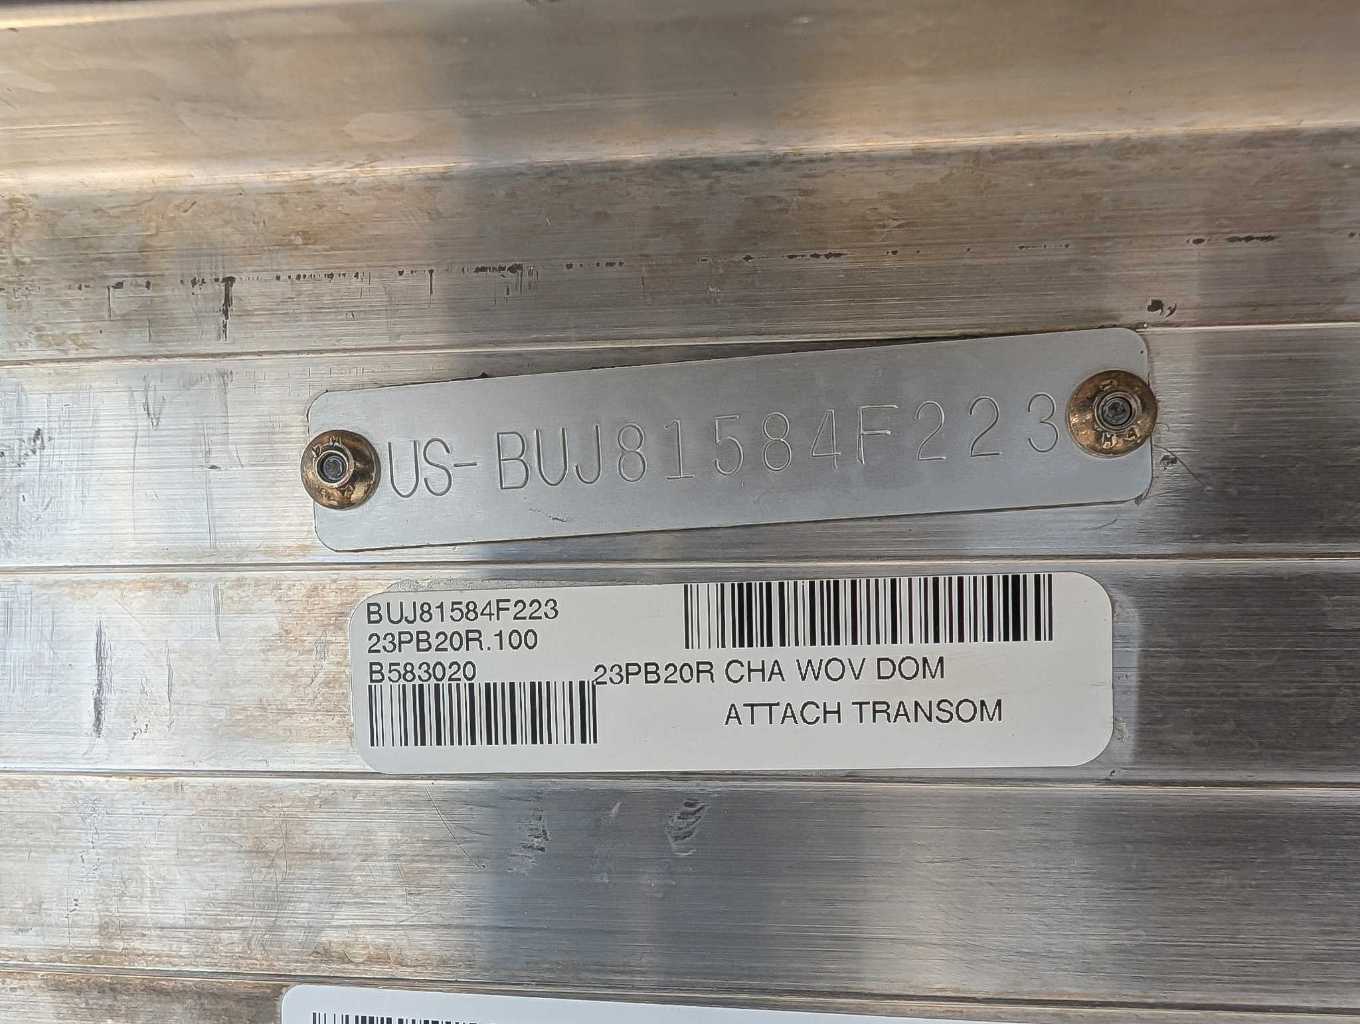 US-BUJ81584F223
BUJ81584F223
23PB20R.100
B583020
23PB20R CHA WOV DOM
ATTACH TRANSOM